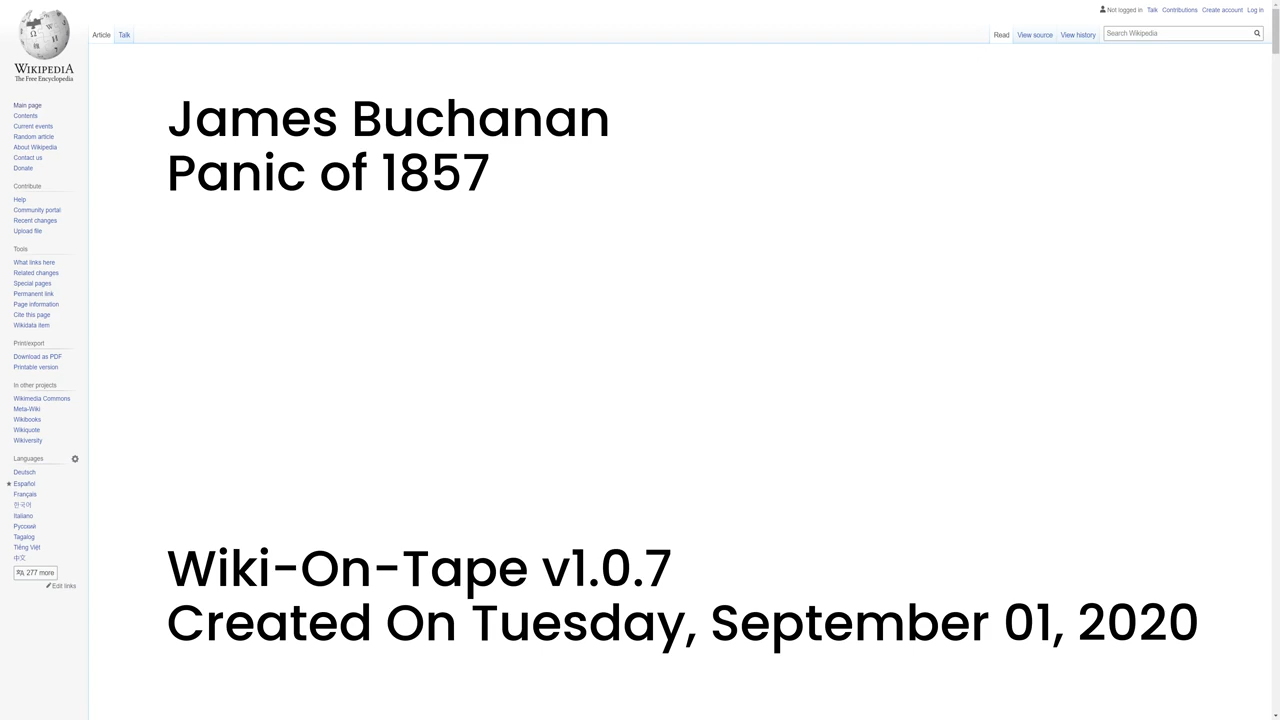 Not logged in Talk Contributions Create account Log in
Article Talk Read View source View history Search Wikipedia
WIKIPEDIA
The Free Encyclopedia
Main page
Contents
Current events
Random article
About Wikipedia
Contact us
Donate
Contribute
Help
Community portal
Recent changes
Upload file
Tools
What links here
Related changes
Special pages
Permanent link
Page information
Cite this page
Wikidata item
Print/export
Download as PDF
Printable version
In other projects
Wikimedia Commons
Meta-Wiki
Wikibooks
Wikiquote
Wikiversity
Languages
Deutsch
Español
Français
한국어
Italiano
Русский
Tagalog
Tiếng Việt
中文
277 more
Edit links
James Buchanan
Panic of 1857
Wiki-On-Tape v1.0.7
Created On Tuesday, September 01, 2020